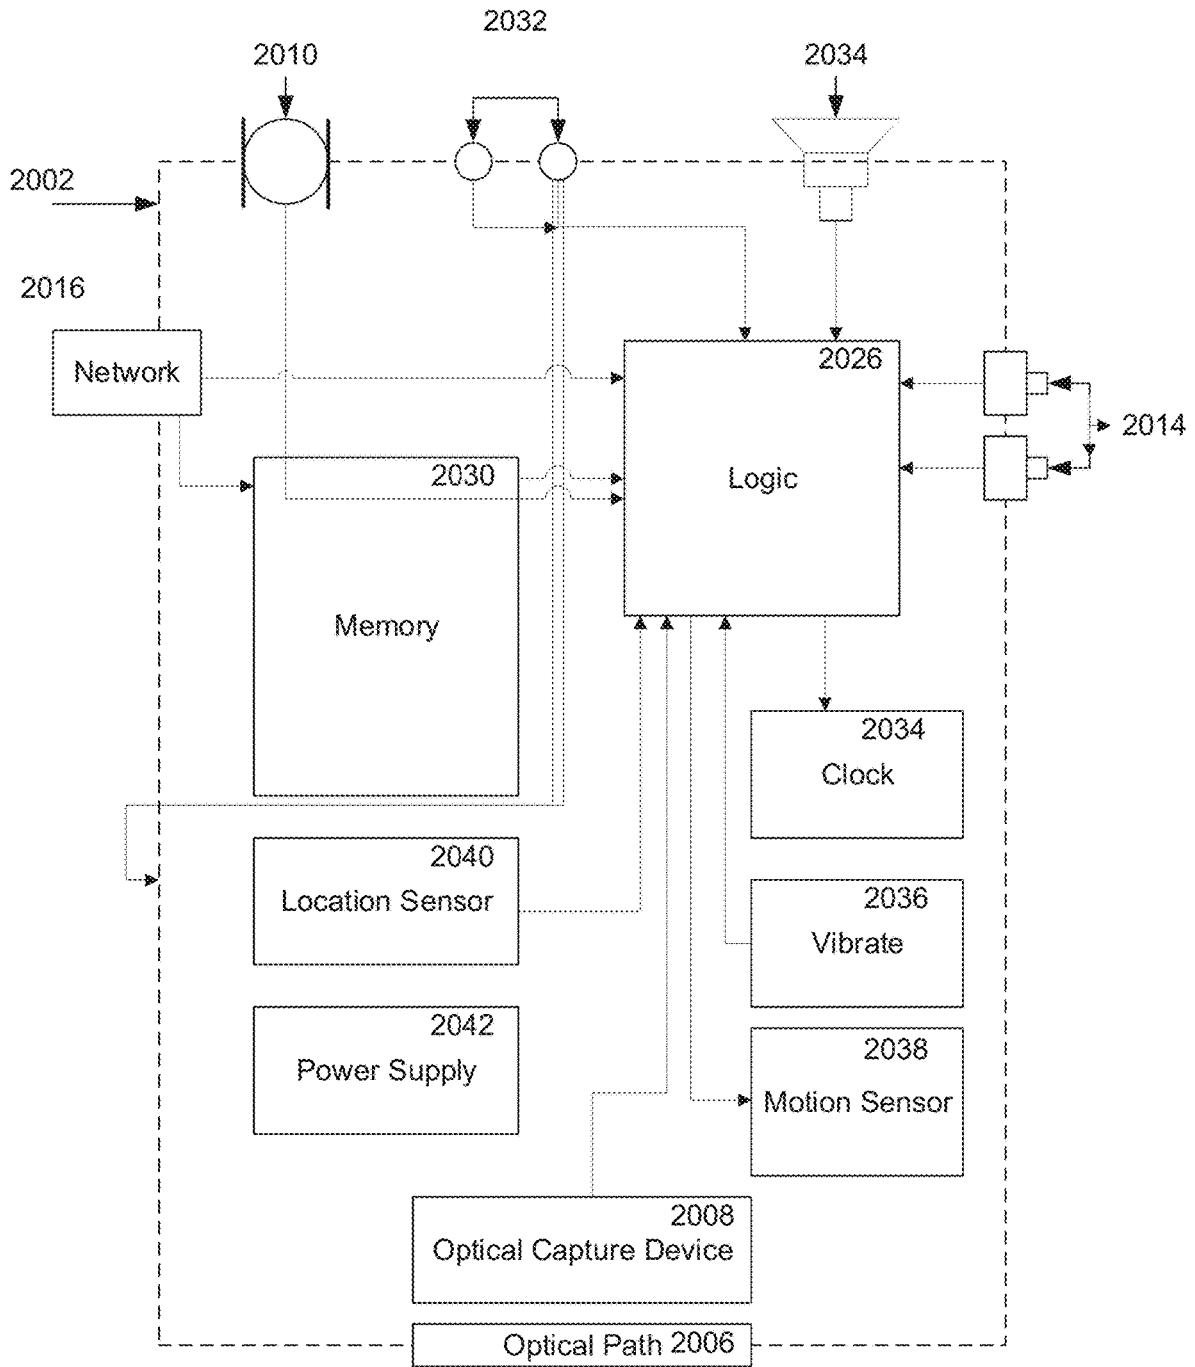 2032
2010
2034
2002
2016
Network
2026
Logic
2014
2030
Memory
2034
Clock
2040
Location Sensor
2036
Vibrate
2042
Power Supply
2038
Motion Sensor
2008
Optical Capture Device
Optical Path 2006